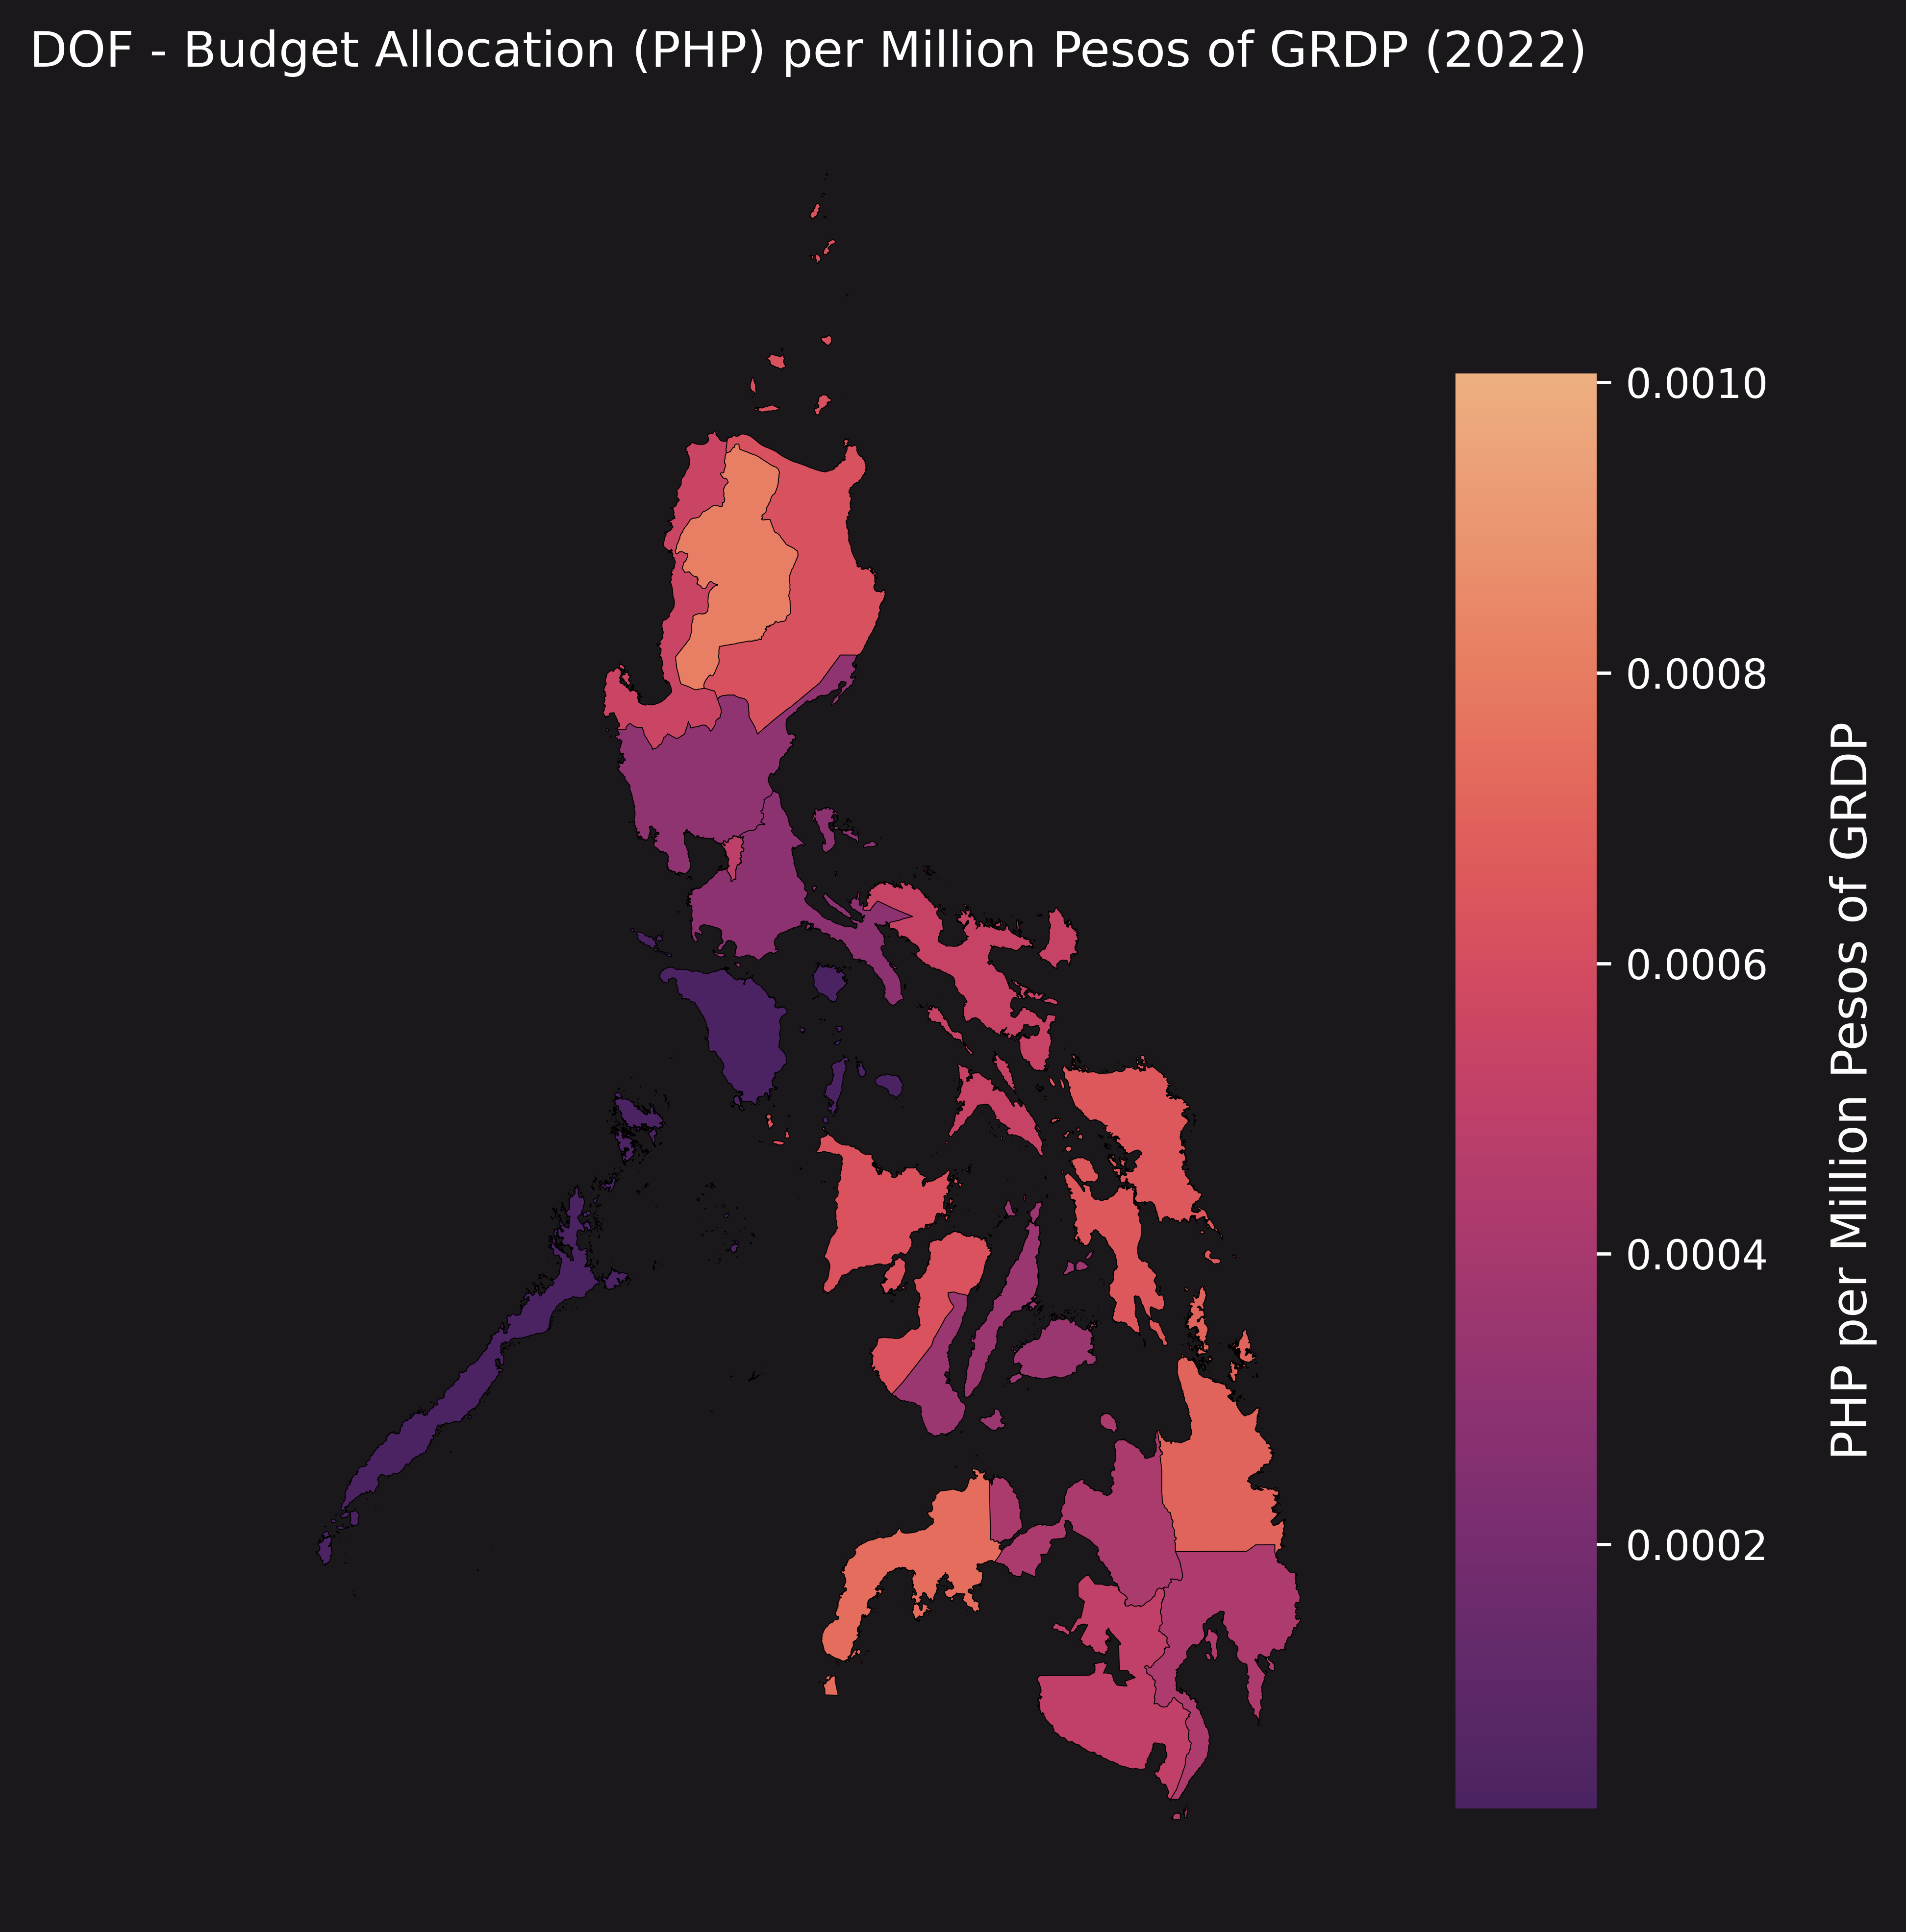 DOF - Budget Allocation (PHP) per Million Pesos of GRDP (2022)
0.0010
0.0008
0.0006
0.0004
0.0002
PHP per Million Pesos of GRDP